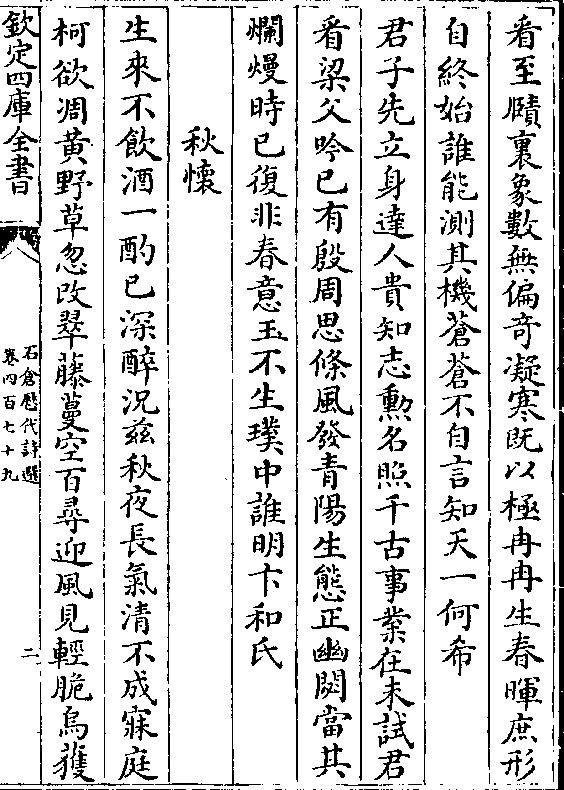 看至賾裏象數無偏奇凝寒既以極冉冉生春暉庶形
自終始誰能測其機蒼蒼不自言知天一何希
君子先立身達人貴知志勲名照千古事業在未試君
看梁父吟已有殷周思條風發青陽生態正幽閟當其
爛熳時已復非春意玉不生璞中誰明卞和氏
秋懷
生來不飲酒一酌已深醉況兹秋夜長氣清不成寐庭
柯欲凋黄野草忽改翠藤蔓空百尋迎風見輕脆烏蠖
欽定四庫全書
石倉歷代詩選
卷四百七十九
二